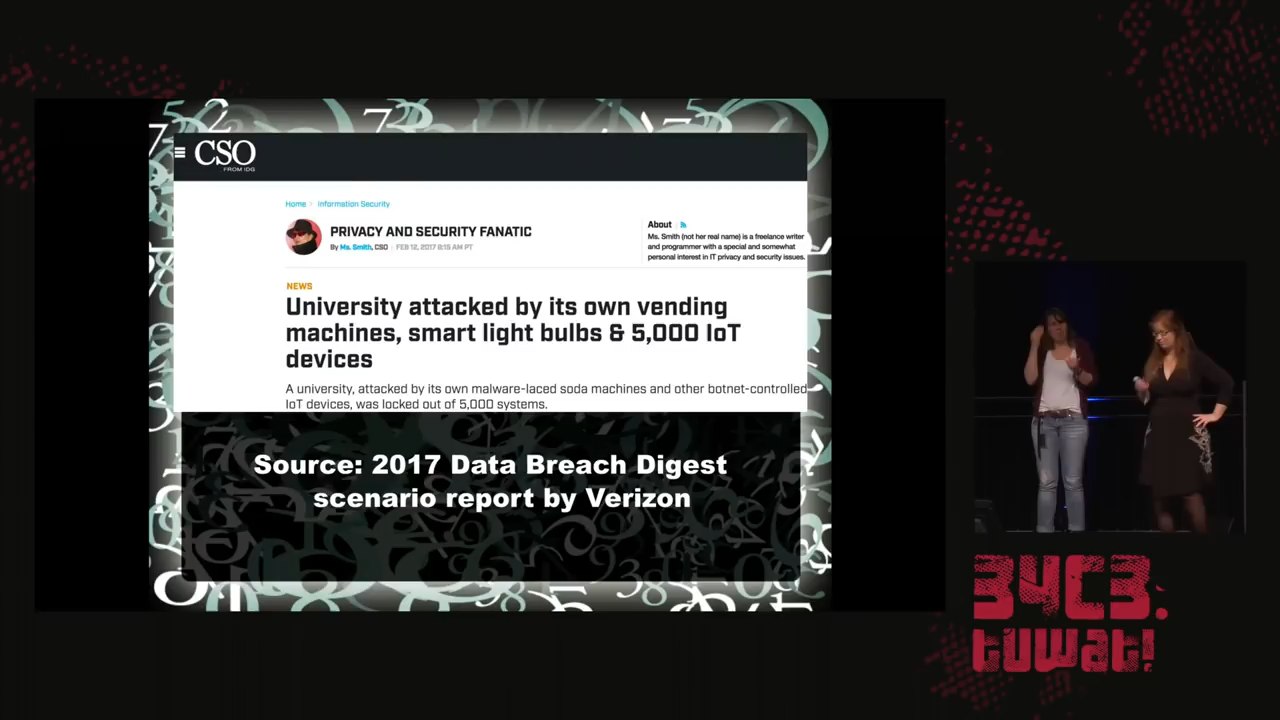 CSO
FROM IDG
Home Information Security
PRIVACY AND SECURITY FANATIC
By Ms. Smith, CSO FEB 12, 2017 8:15 AM PT
About
Ms. Smith (not her real name) is a freelance writer
and programmer with a special and somewhat
personal interest in IT privacy and security issues.
NEWS
University attacked by its own vending
machines, smart light bulbs & 5,000 IoT
devices
A university, attacked by its own malware-laced soda machines and other botnet-controlled
IoT devices, was locked out of 5,000 systems.
Source: 2017 Data Breach Digest
scenario report by Verizon
34C3.
tuwat!